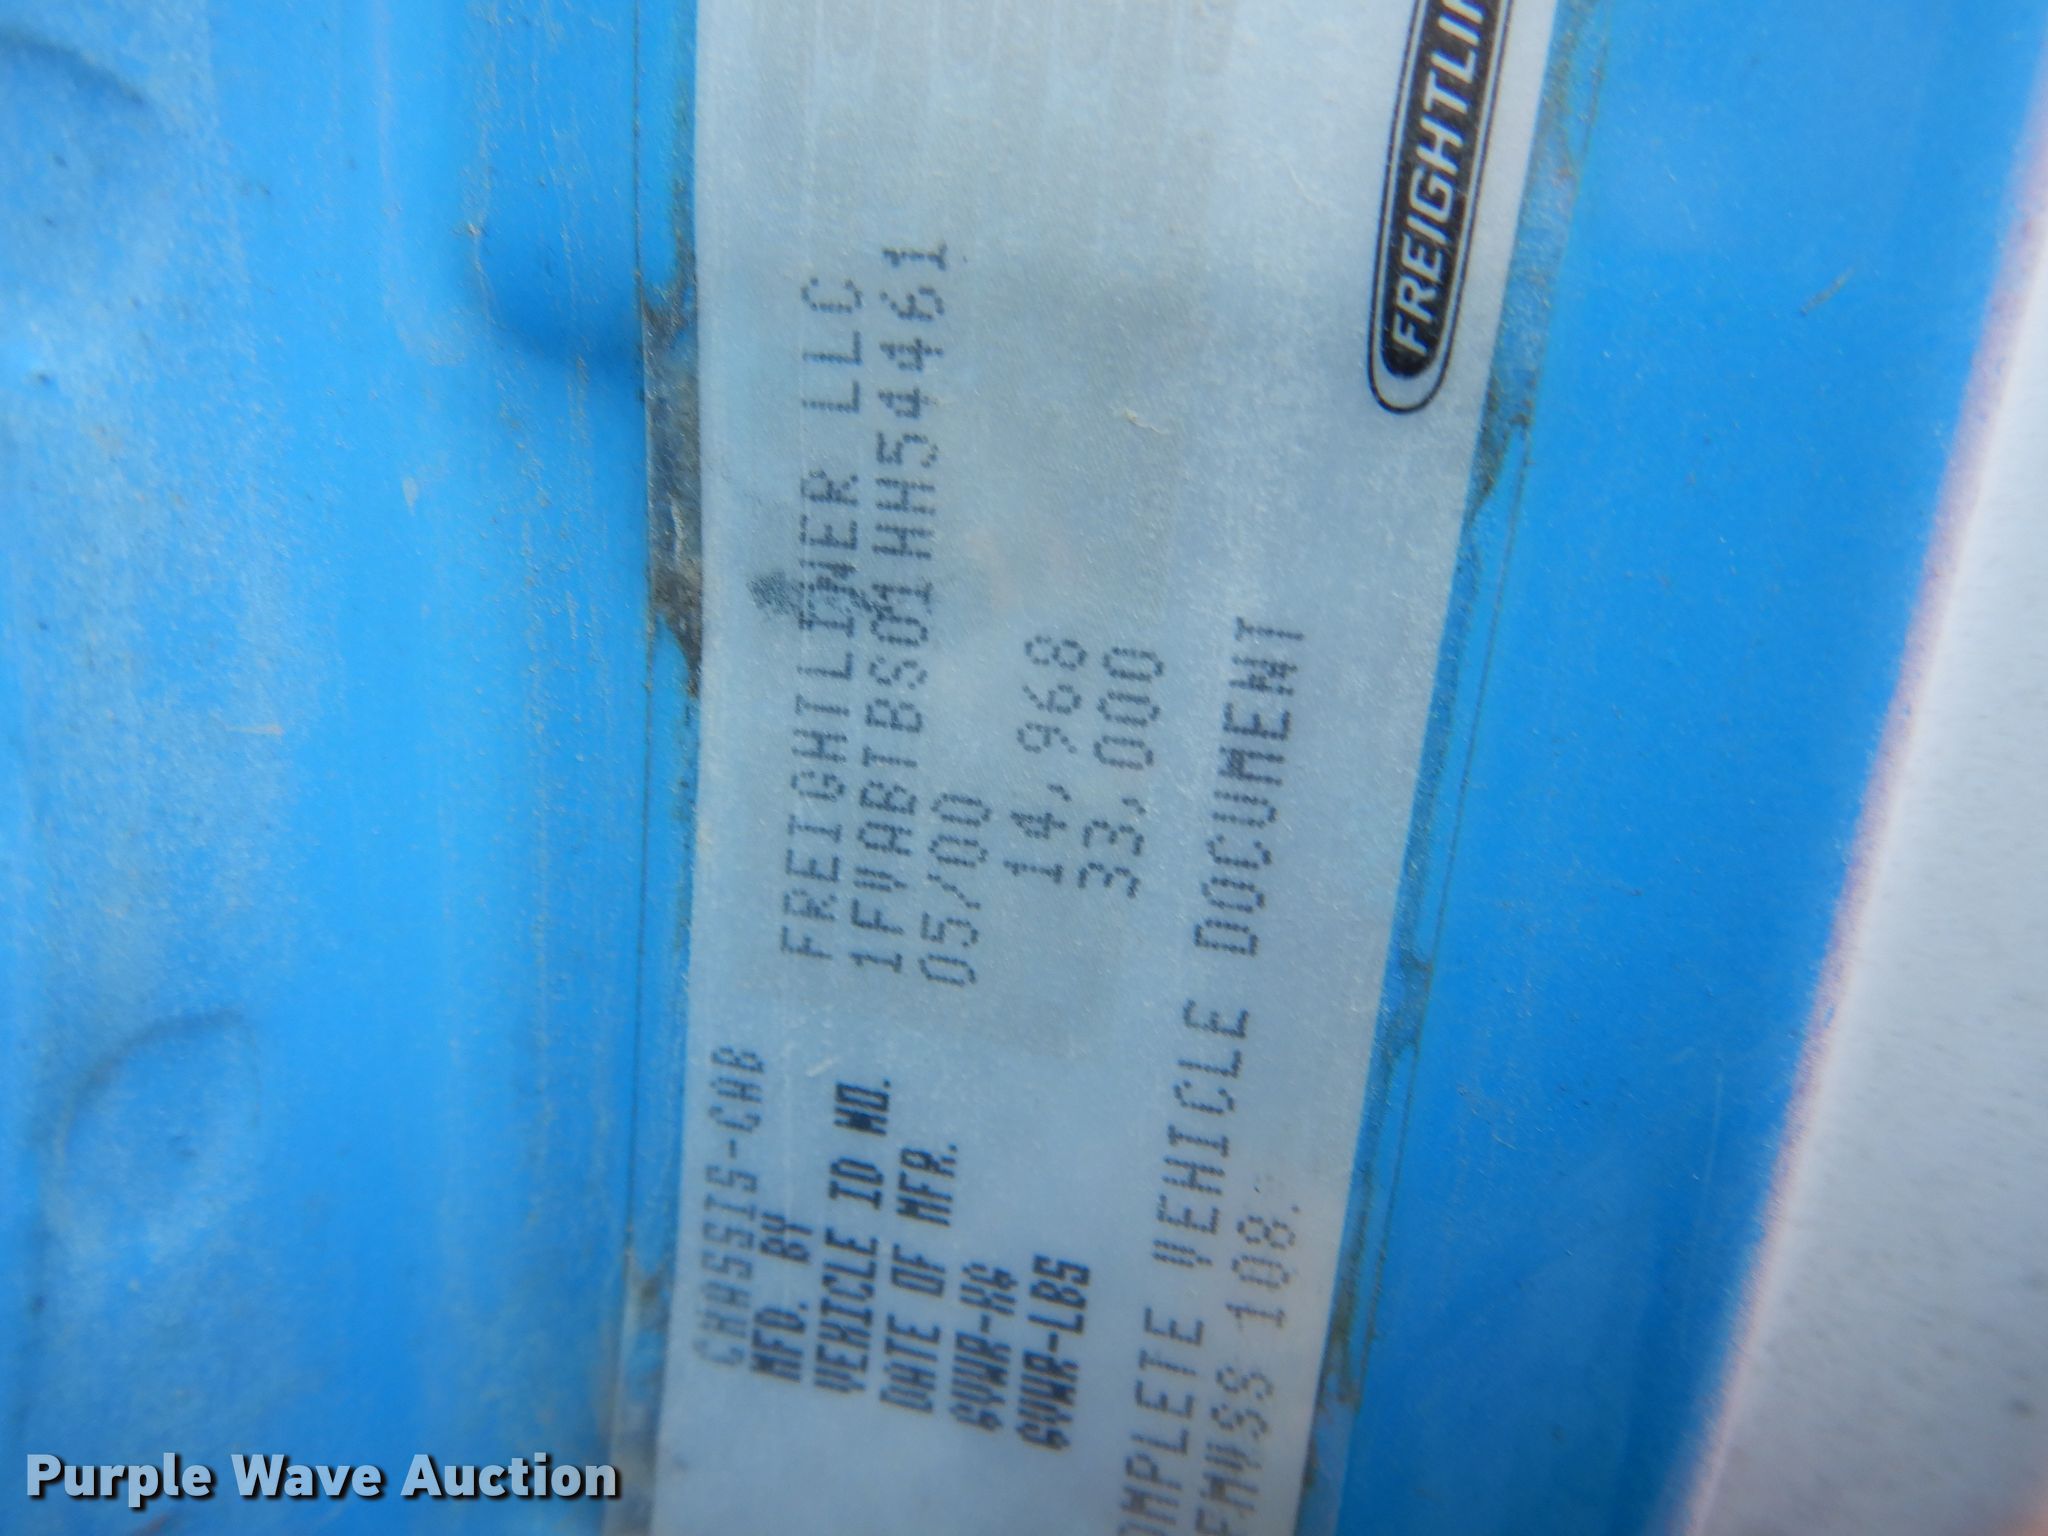 FREIGHTLIN
CHASSIS-CAB
MFD. BY FREIGHTLINER LLC
VEHICLE ID NO. 1FVABTBS01HH54461
DATE OF MFR. 05/00
GVWR-KG 14,968
GVWR-LBS 33,000
OMPLETE VEHICLE DOCUMENT
FMVSS 108.
Purple Wave Auction